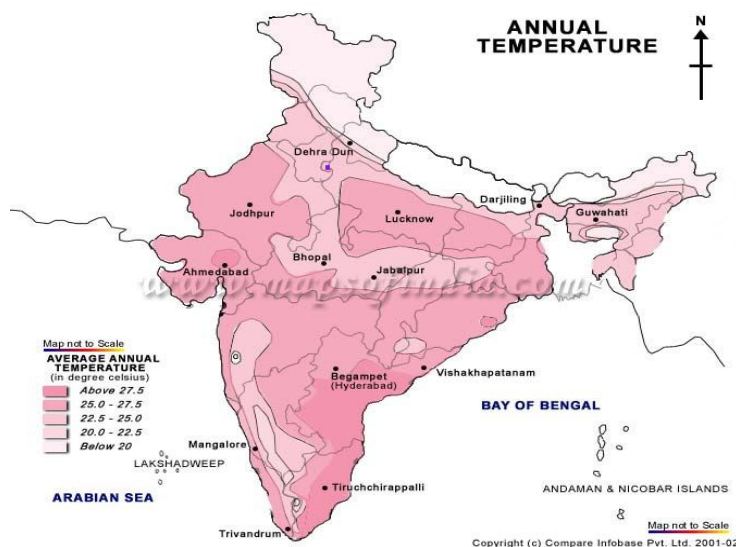 ANNUAL
TEMPERATURE
N
Dehra Dun
Darjiling
Guwahati
Jodhpur
Lucknow
Bhopal
Jabalpur
Ahmedabad
www.mapsofindia.com
Map not to Scale
AVERAGE ANNUAL
TEMPERATURE
(in degree celsius)
Above 27.5
25.0 - 27.5
22.5 - 25.0
20.0 - 22.5
Below 20
Begampet
(Hyderabad)
Vishakhapatanam
BAY OF BENGAL
Mangalore
LAKSHADWEEP
ARABIAN SEA
Tiruchchirappalli
ANDAMAN & NICOBAR ISLANDS
Trivandrum
Map not to Scale
Copyright (c) Compare Infobase Pvt. Ltd. 2001-02